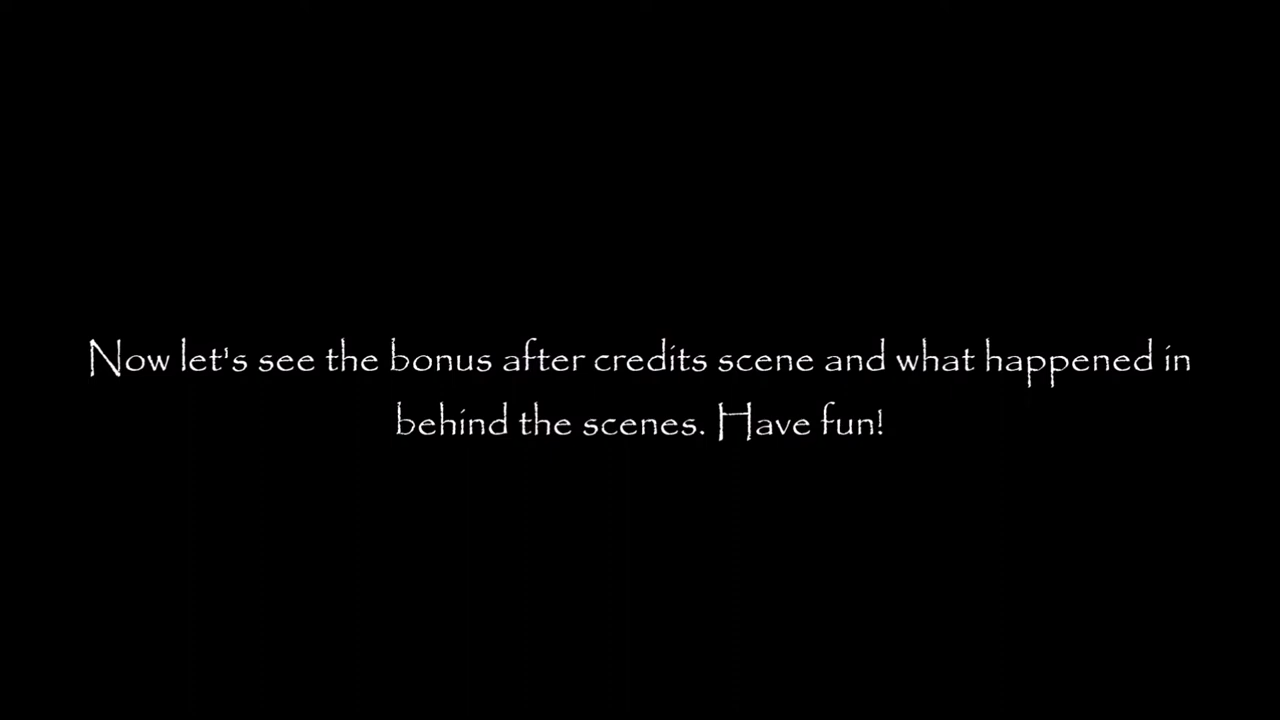 Now let's see the bonus after credits scene and what happened in
behind the scenes. Have fun!